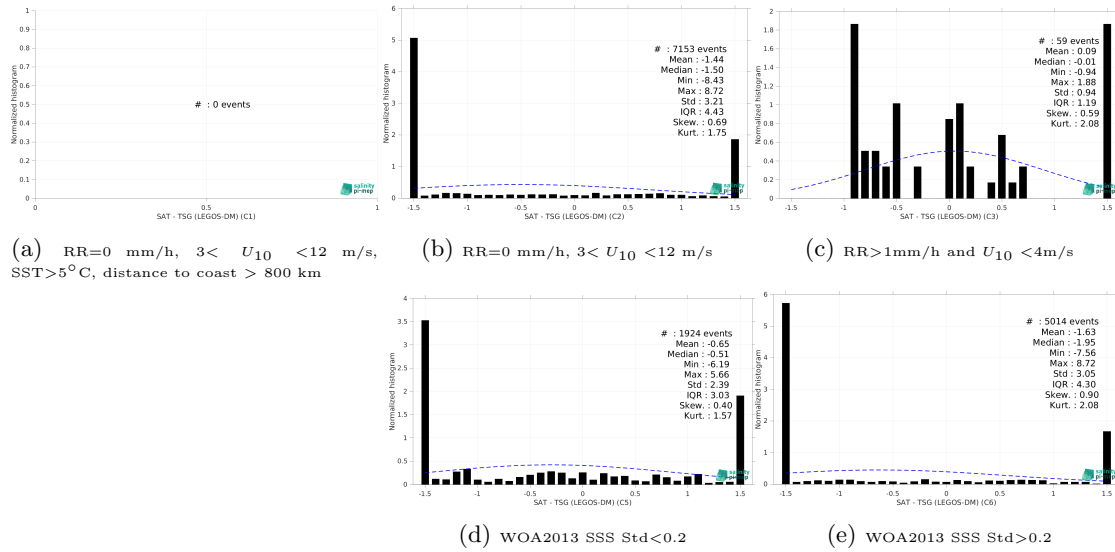 1
0.9
0.8
0.7
0.6
0.5
0.4
0.3
0.2
0.1
0
Normalized histogram
# : 0 events
salinity
pi-mep
0 0.5 1
SAT - TSG (LEGOS-DM) (C1)
(a) RR=0 mm/h, 3< U10 <12 m/s,
SST>5°C, distance to coast > 800 km
6
5
4
3
2
1
0
Normalized histogram
# : 7153 events
Mean : -1.44
Median : -1.50
Min : -8.43
Max : 8.72
Std : 3.21
IQR : 4.43
Skew. : 0.69
Kurt. : 1.75
salinity
pi-mep
-1.5 -1 -0.5 0 0.5 1 1.5
SAT - TSG (LEGOS-DM) (C2)
(b) RR=0 mm/h, 3< U10 <12 m/s
2
1.8
1.6
1.4
1.2
1
0.8
0.6
0.4
0.2
0
Normalized histogram
# : 59 events
Mean : 0.09
Median : -0.01
Min : -0.94
Max : 1.88
Std : 0.94
IQR : 1.19
Skew. : 0.59
Kurt. : 2.08
salinity
pi-mep
-1.5 -1 -0.5 0 0.5 1 1.5
SAT - TSG (LEGOS-DM) (C3)
(c) RR>1mm/h and U10 <4m/s
4
3.5
3
2.5
2
1.5
1
0.5
0
Normalized histogram
# : 1924 events
Mean : -0.65
Median : -0.51
Min : -6.19
Max : 5.66
Std : 2.39
IQR : 3.03
Skew. : 0.40
Kurt. : 1.57
salinity
pi-mep
-1.5 -1 -0.5 0 0.5 1 1.5
SAT - TSG (LEGOS-DM) (C5)
(d) WOA2013 SSS Std<0.2
6
5
4
3
2
1
0
Normalized histogram
# : 5014 events
Mean : -1.63
Median : -1.95
Min : -7.56
Max : 8.72
Std : 3.05
IQR : 4.30
Skew. : 0.90
Kurt. : 2.08
salinity
pi-mep
-1.5 -1 -0.5 0 0.5 1 1.5
SAT - TSG (LEGOS-DM) (C6)
(e) WOA2013 SSS Std>0.2